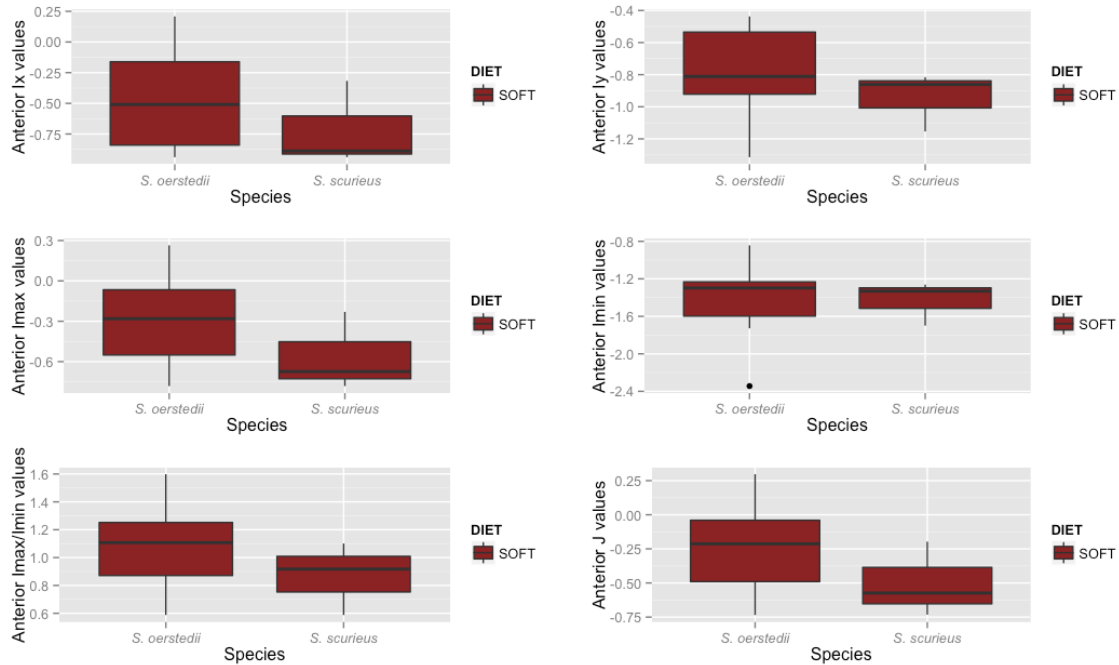 Anterior Ix values
0.25
0.00
-0.25
-0.50
-0.75
S. oerstedii
S. scurieus
Species
DIET
SOFT
Anterior Iy values
-0.4
-0.6
-0.8
-1.0
-1.2
S. oerstedii
S. scurieus
Species
DIET
SOFT
Anterior Imax values
0.3
0.0
-0.3
-0.6
S. oerstedii
S. scurieus
Species
DIET
SOFT
Anterior Imin values
-0.8
-1.2
-1.6
-2.0
-2.4
S. oerstedii
S. scurieus
Species
DIET
SOFT
Anterior Imax/Imin values
1.6
1.4
1.2
1.0
0.8
0.6
S. oerstedii
S. scurieus
Species
DIET
SOFT
Anterior J values
0.25
0.00
-0.25
-0.50
-0.75
S. oerstedii
S. scurieus
Species
DIET
SOFT